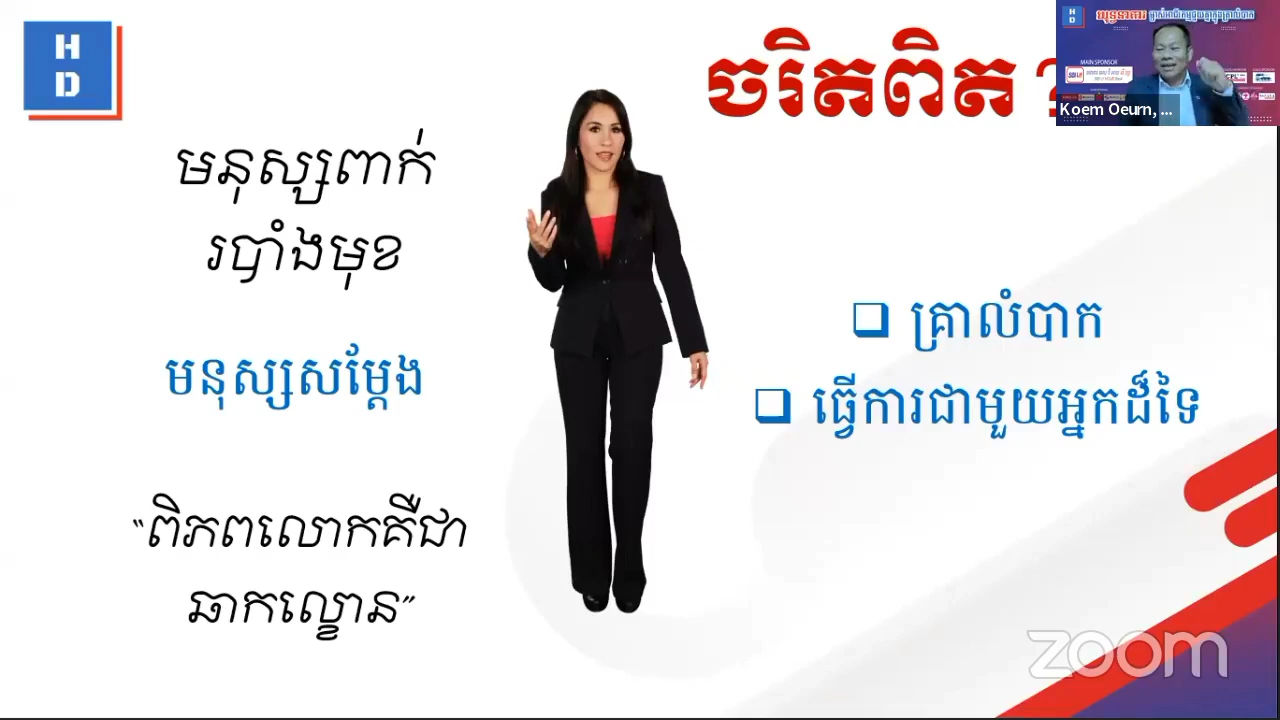 H
D
ចរិតពិត ?
មនុស្សពាក់
របាំងមុខ
មនុស្សសម្ដែង
“ពិភពលោកគឺជា
ឆាកល្ខោន”
❑ គ្រាលំបាក
❑ ធ្វើការជាមួយអ្នកដ៏ទៃ
HD
MAIN SPONSOR
Koem Oeurn, ...
zoom